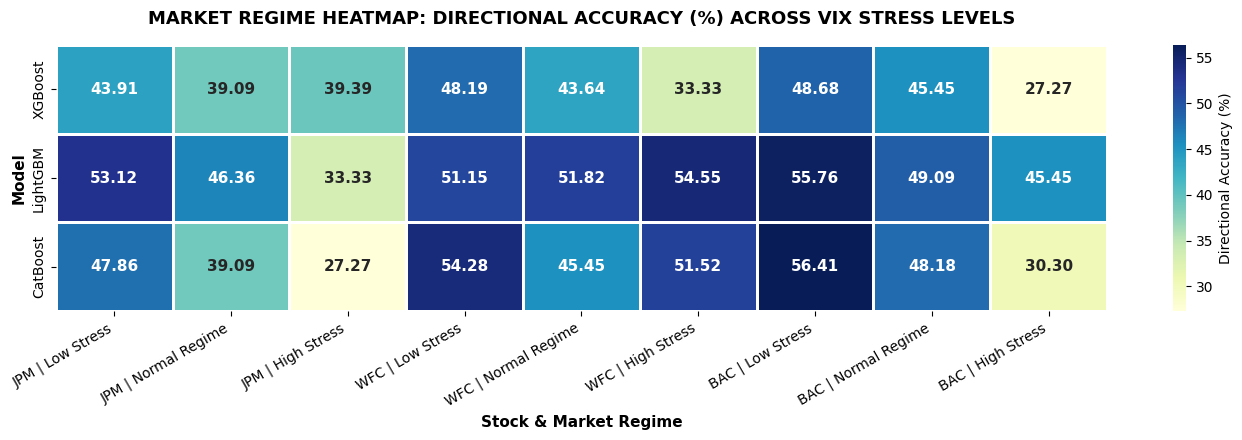 MARKET REGIME HEATMAP: DIRECTIONAL ACCURACY (%) ACROSS VIX STRESS LEVELS
Model
XGBoost
43.91 39.09 39.39 48.19 43.64 33.33 48.68 45.45 27.27
LightGBM
53.12 46.36 33.33 51.15 51.82 54.55 55.76 49.09 45.45
CatBoost
47.86 39.09 27.27 54.28 45.45 51.52 56.41 48.18 30.30
JPM | Low Stress
JPM | Normal Regime
JPM | High Stress
WFC | Low Stress
WFC | Normal Regime
WFC | High Stress
BAC | Low Stress
BAC | Normal Regime
BAC | High Stress
Stock & Market Regime
55
50
45
40
35
30
Directional Accuracy (%)